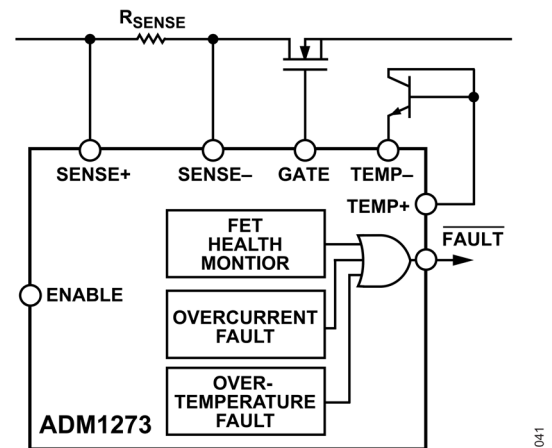 RSENSE
SENSE+
SENSE–
GATE
TEMP–
TEMP+
FET
HEALTH
MONTIOR
FAULT
ENABLE
OVERCURRENT
FAULT
OVER-
TEMPERATURE
FAULT
ADM1273
041